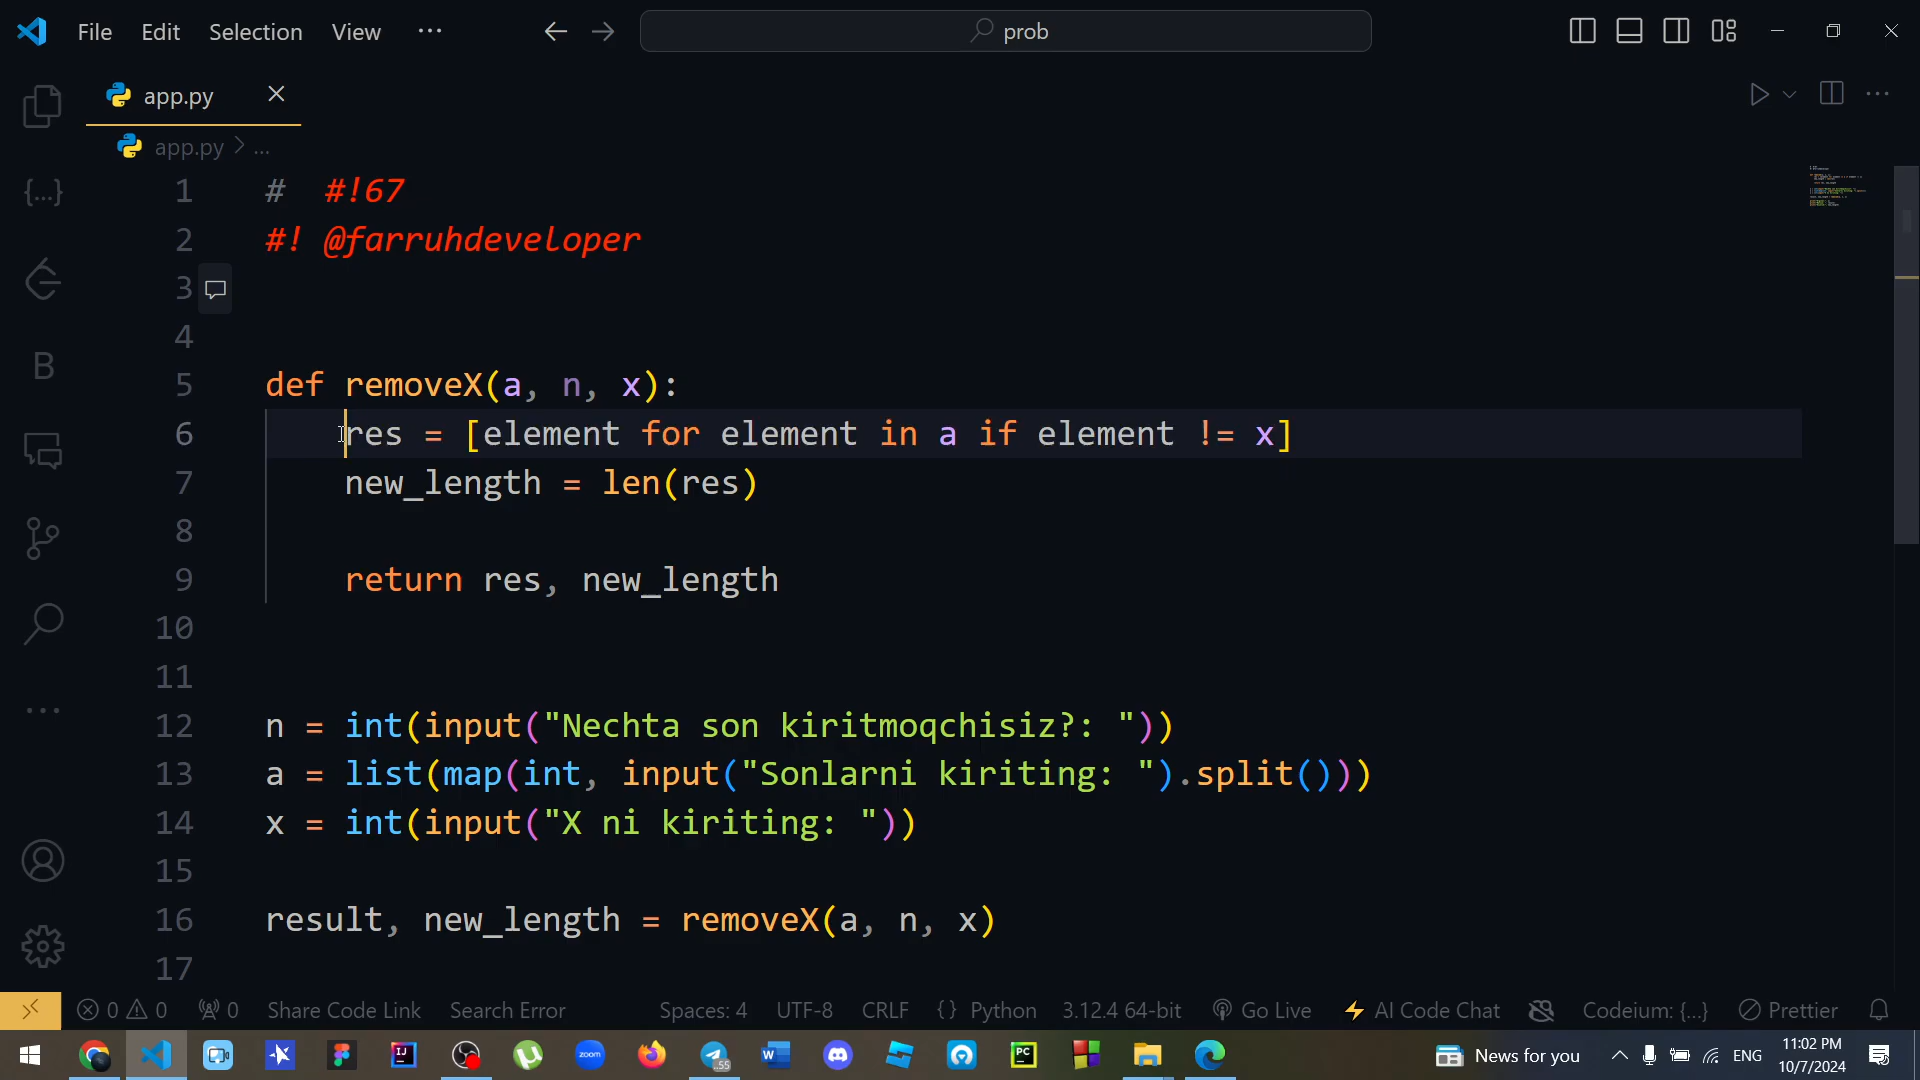 File Edit Selection View ... prob
app.py
app.py > ...
1 # #!67
2 #! @farruhdeveloper
3
4
5 def removeX(a, n, x):
6 res = [element for element in a if element != x]
7 new_length = len(res)
8
9 return res, new_length
10
11
12 n = int(input("Nechta son kiritmoqchisiz?: "))
13 a = list(map(int, input("Sonlarni kiriting: ").split()))
14 x = int(input("X ni kiriting: "))
15
16 result, new_length = removeX(a, n, x)
17
0 0 0 Share Code Link Search Error Spaces: 4 UTF-8 CRLF {} Python 3.12.4 64-bit Go Live AI Code Chat Codeium: {...} Prettier
News for you ENG 11:02 PM
10/7/2024